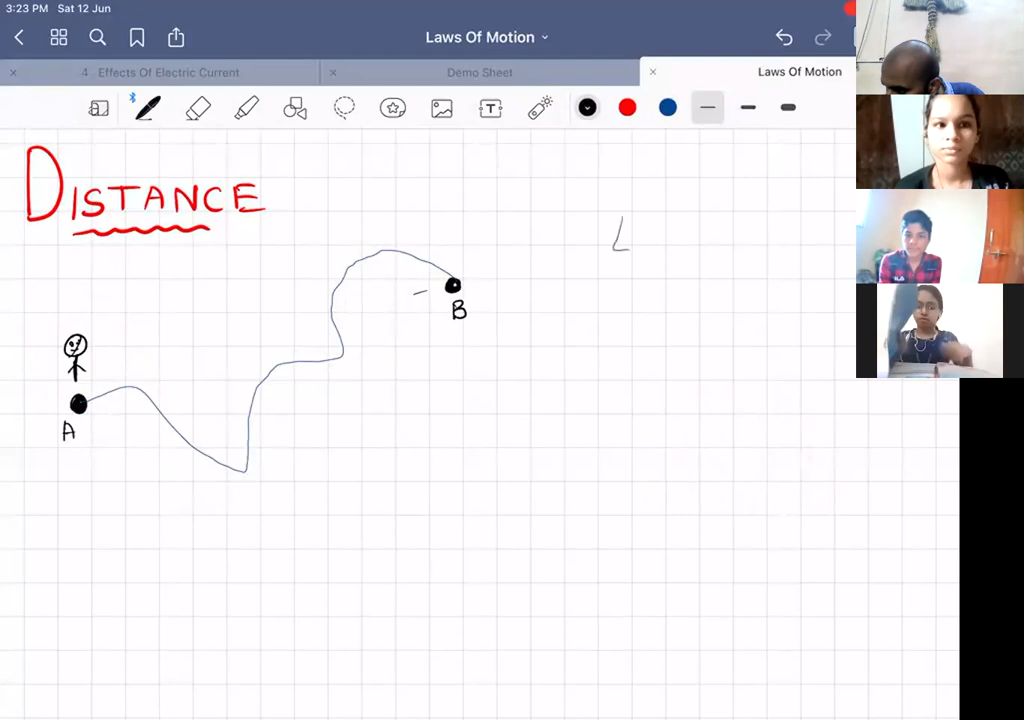 3:23 PM Sat 12 Jun
Laws Of Motion
4. Effects Of Electric Current
Demo Sheet
Laws Of Motion
T
DISTANCE
L
B
A